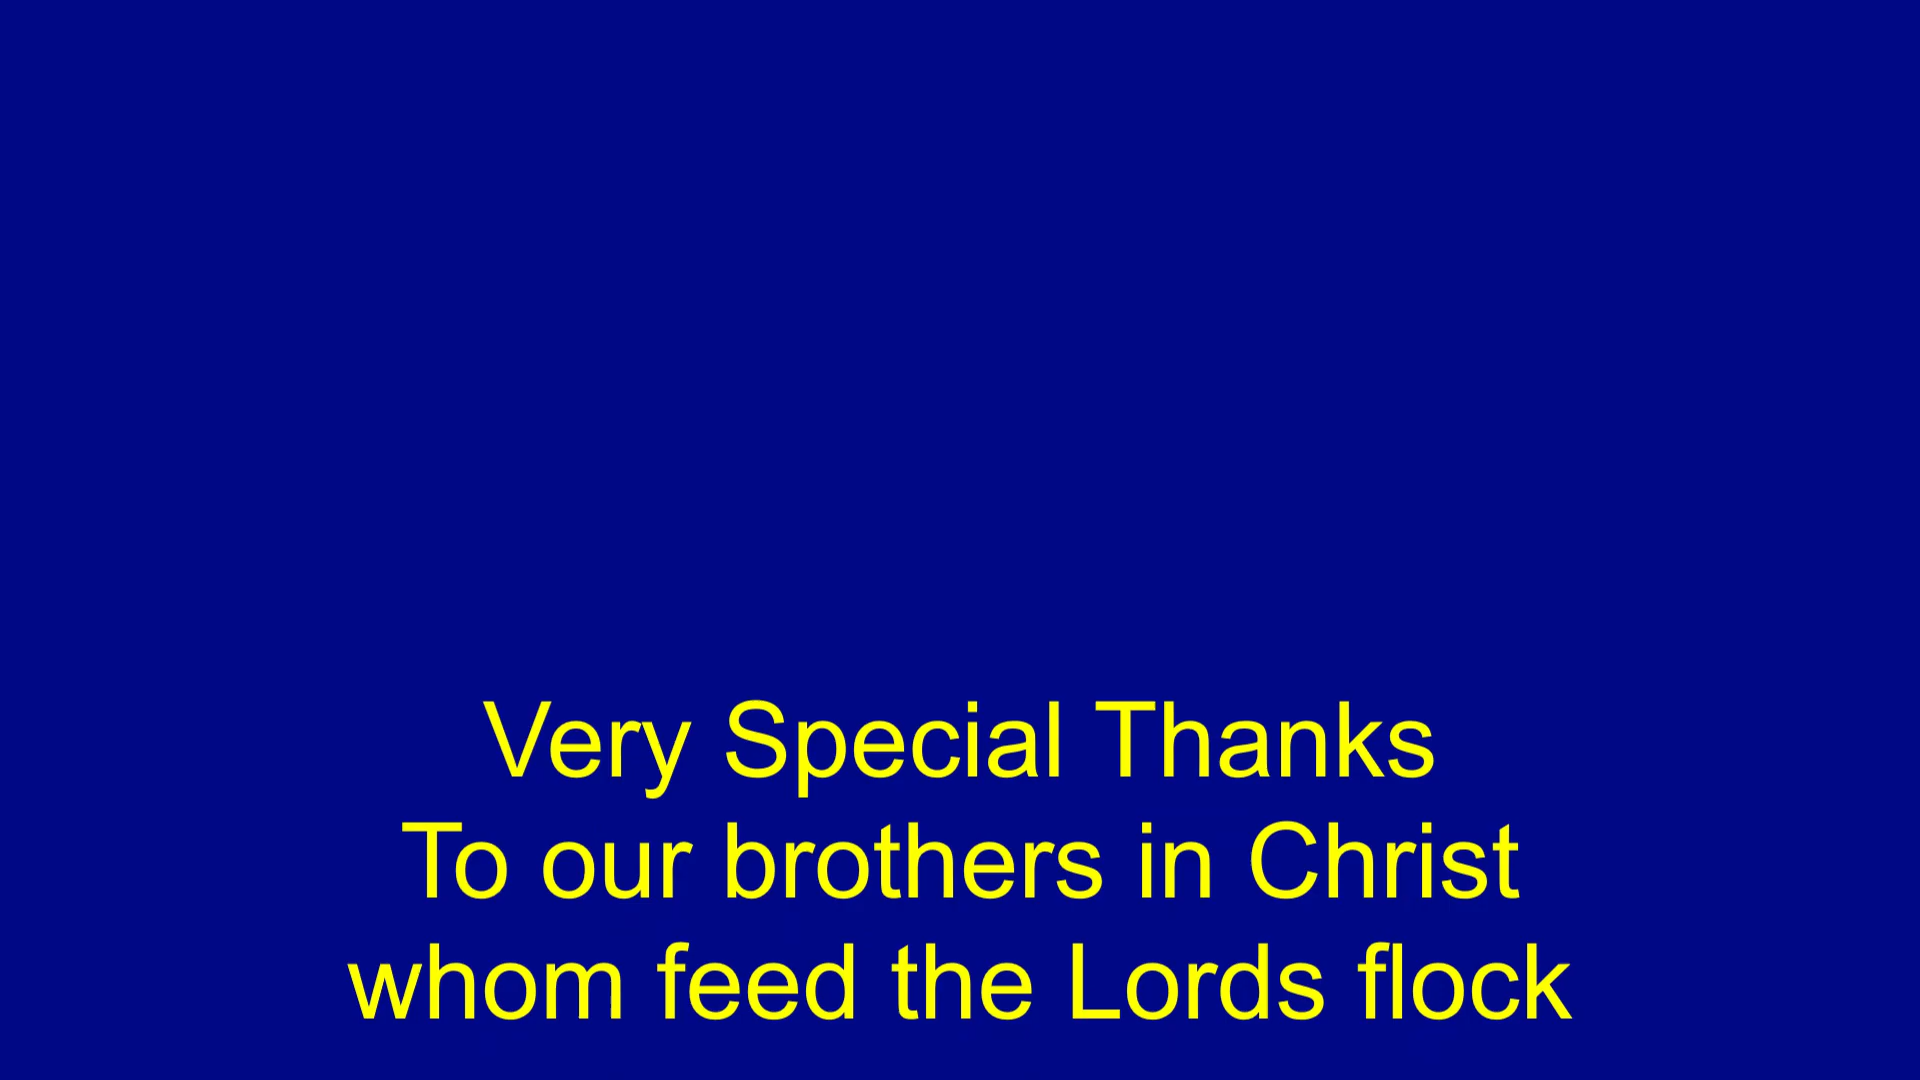 Very Special Thanks
To our brothers in Christ
whom feed the Lords flock